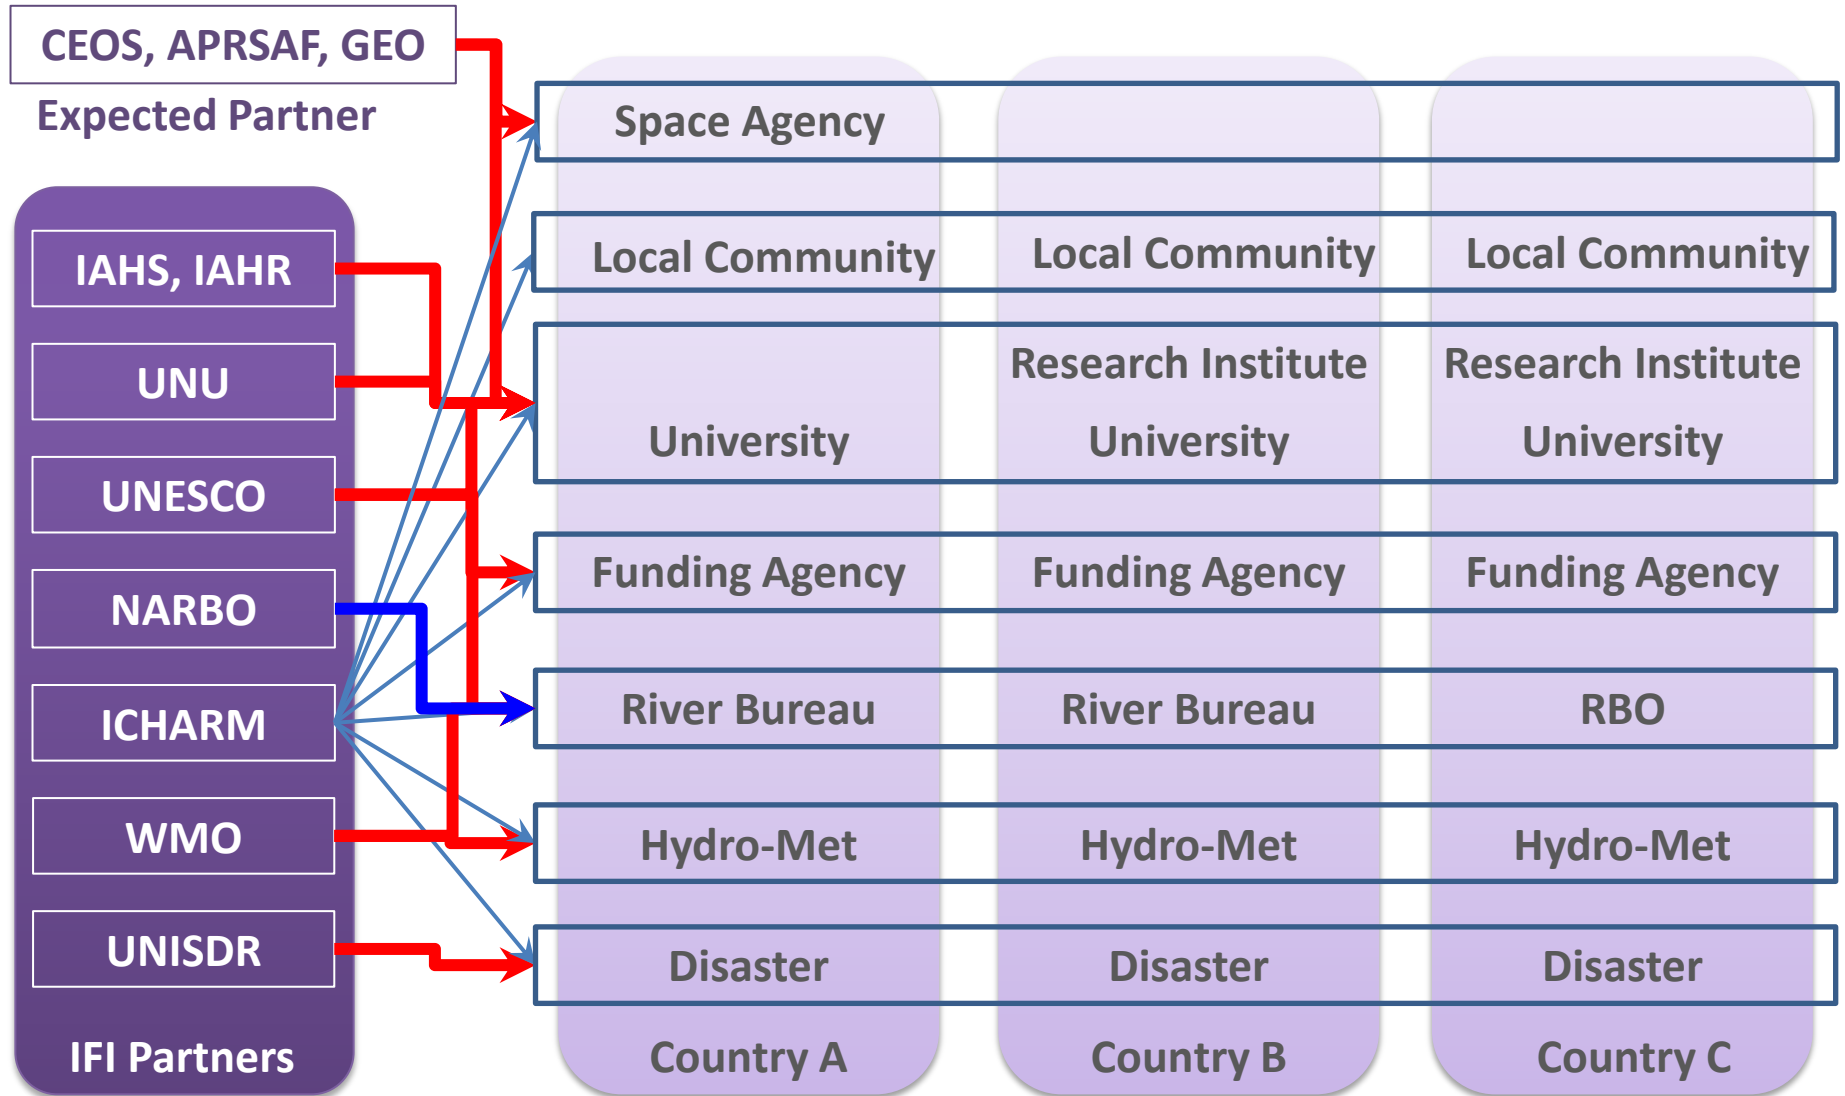 CEOS, APRSAF, GEO
Expected Partner
IAHS, IAHR
UNU
UNESCO
NARBO
ICHARM
WMO
UNISDR
IFI Partners
Space Agency
Local Community Local Community Local Community
Research Institute Research Institute
University University University
Funding Agency Funding Agency Funding Agency
River Bureau River Bureau RBO
Hydro-Met Hydro-Met Hydro-Met
Disaster Disaster Disaster
Country A Country B Country C